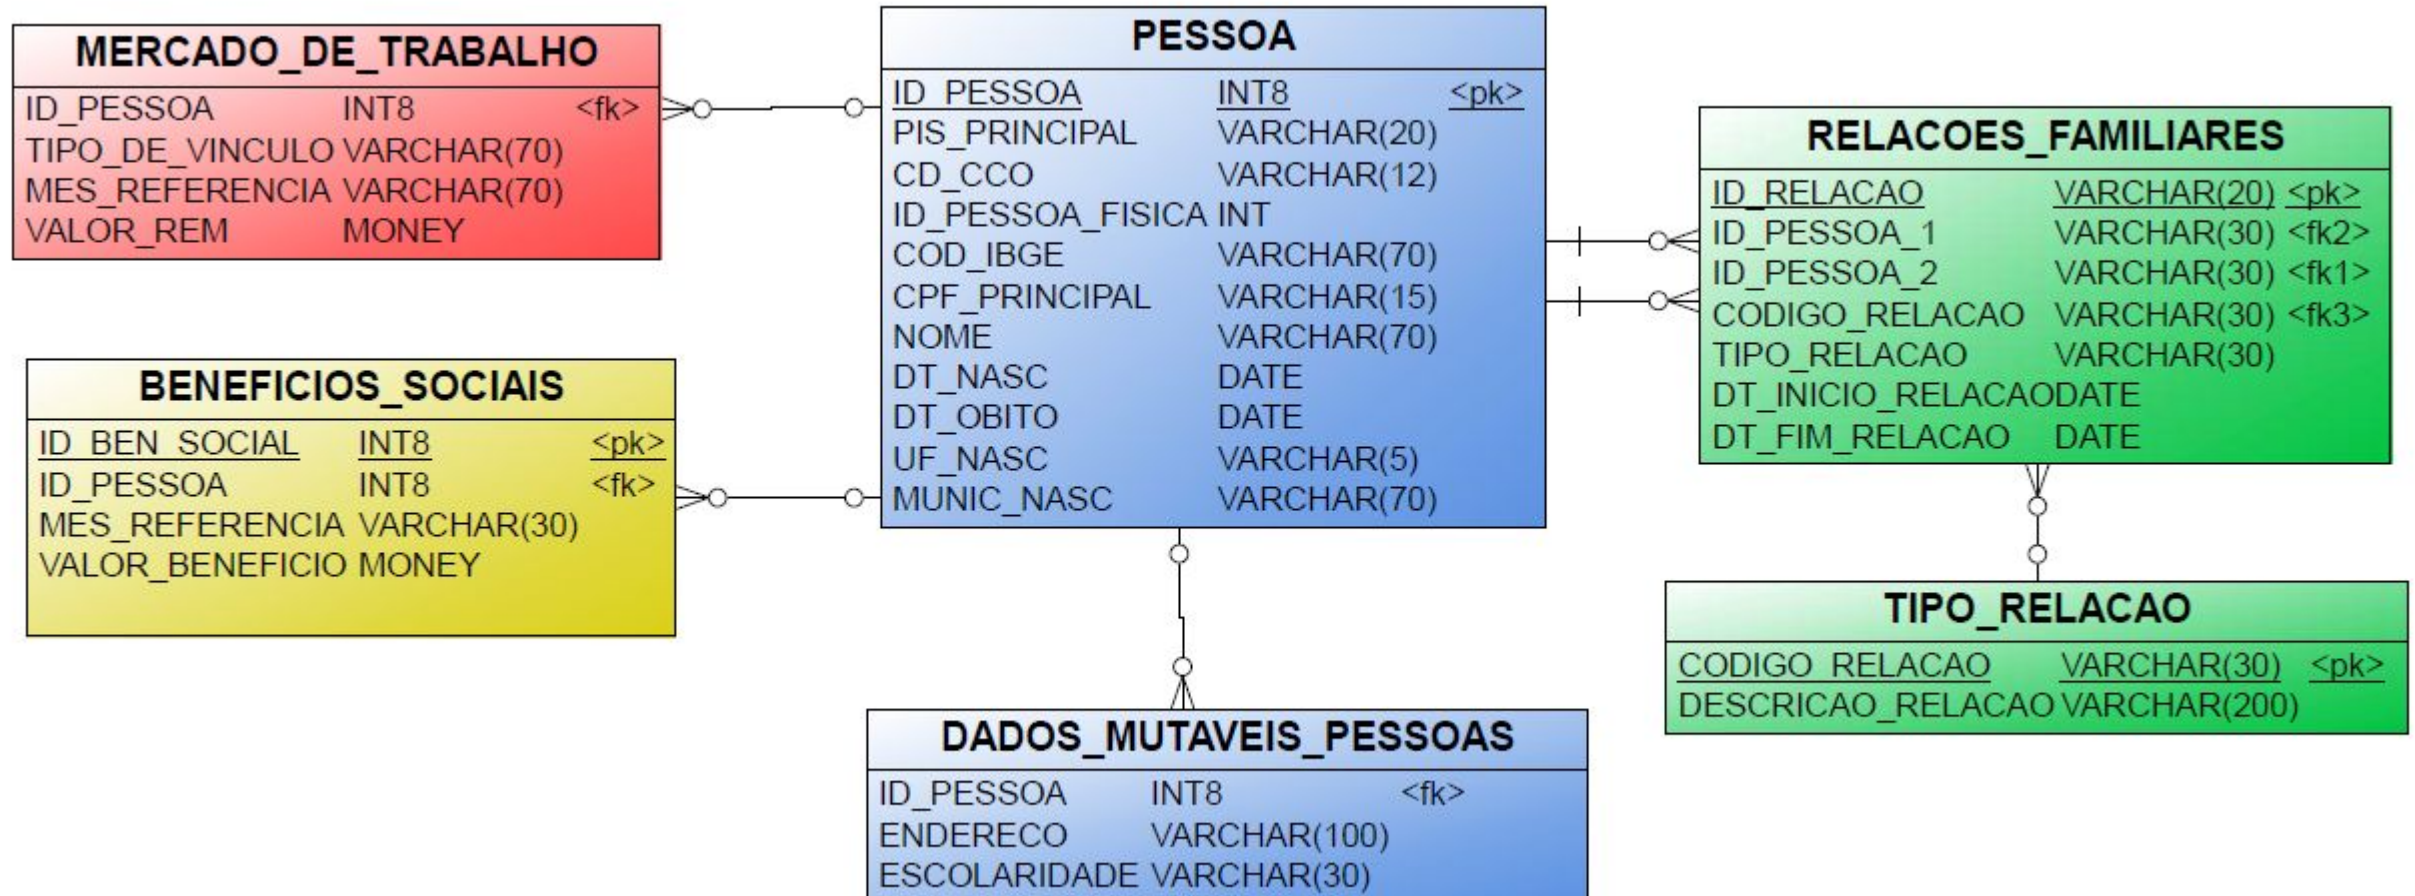 MERCADO_DE_TRABALHO
ID_PESSOA INT8 <fk>
TIPO_DE_VINCULO VARCHAR(70)
MES_REFERENCIA VARCHAR(70)
VALOR_REM MONEY
BENEFICIOS_SOCIAIS
ID_BEN_SOCIAL INT8 <pk>
ID_PESSOA INT8 <fk>
MES_REFERENCIA VARCHAR(30)
VALOR_BENEFICIO MONEY
PESSOA
ID_PESSOA INT8 <pk>
PIS_PRINCIPAL VARCHAR(20)
CD_CCO VARCHAR(12)
ID_PESSOA_FISICA INT
COD_IBGE VARCHAR(70)
CPF_PRINCIPAL VARCHAR(15)
NOME VARCHAR(70)
DT_NASC DATE
DT_OBITO DATE
UF_NASC VARCHAR(5)
MUNIC_NASC VARCHAR(70)
DADOS_MUTAVEIS_PESSOAS
ID_PESSOA INT8 <fk>
ENDERECO VARCHAR(100)
ESCOLARIDADE VARCHAR(30)
RELACOES_FAMILIARES
ID_RELACAO VARCHAR(20) <pk>
ID_PESSOA_1 VARCHAR(30) <fk2>
ID_PESSOA_2 VARCHAR(30) <fk1>
CODIGO_RELACAO VARCHAR(30) <fk3>
TIPO_RELACAO VARCHAR(30)
DT_INICIO_RELACAO DATE
DT_FIM_RELACAO DATE
TIPO_RELACAO
CODIGO_RELACAO VARCHAR(30) <pk>
DESCRICAO_RELACAO VARCHAR(200)